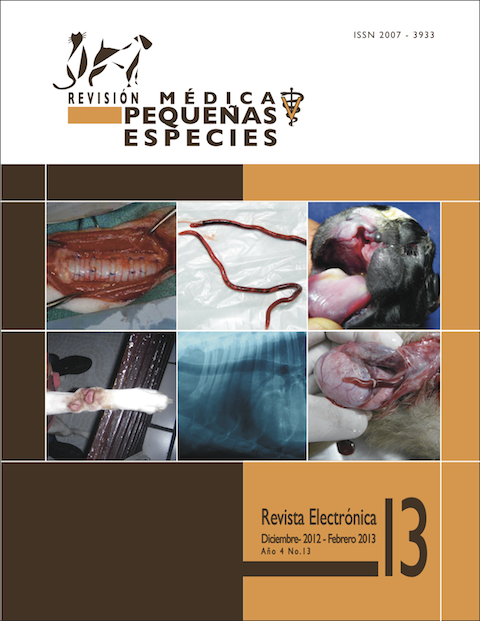 ISSN 2007 - 3933
REVISIÓN MÉDICA
PEQUEÑAS
ESPECIES
Revista Electrónica
Diciembre- 2012 - Febrero 2013
Año 4 No.13
13